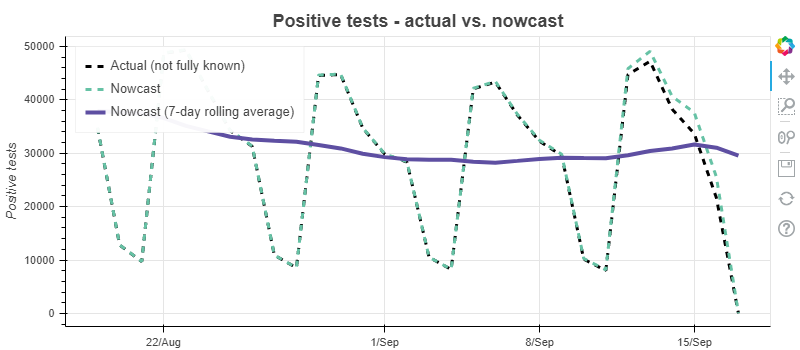 Positive tests - actual vs. nowcast
50000
40000
30000
20000
10000
0
Positive tests
Actual (not fully known)
Nowcast
Nowcast (7-day rolling average)
22/Aug
1/Sep
8/Sep
15/Sep